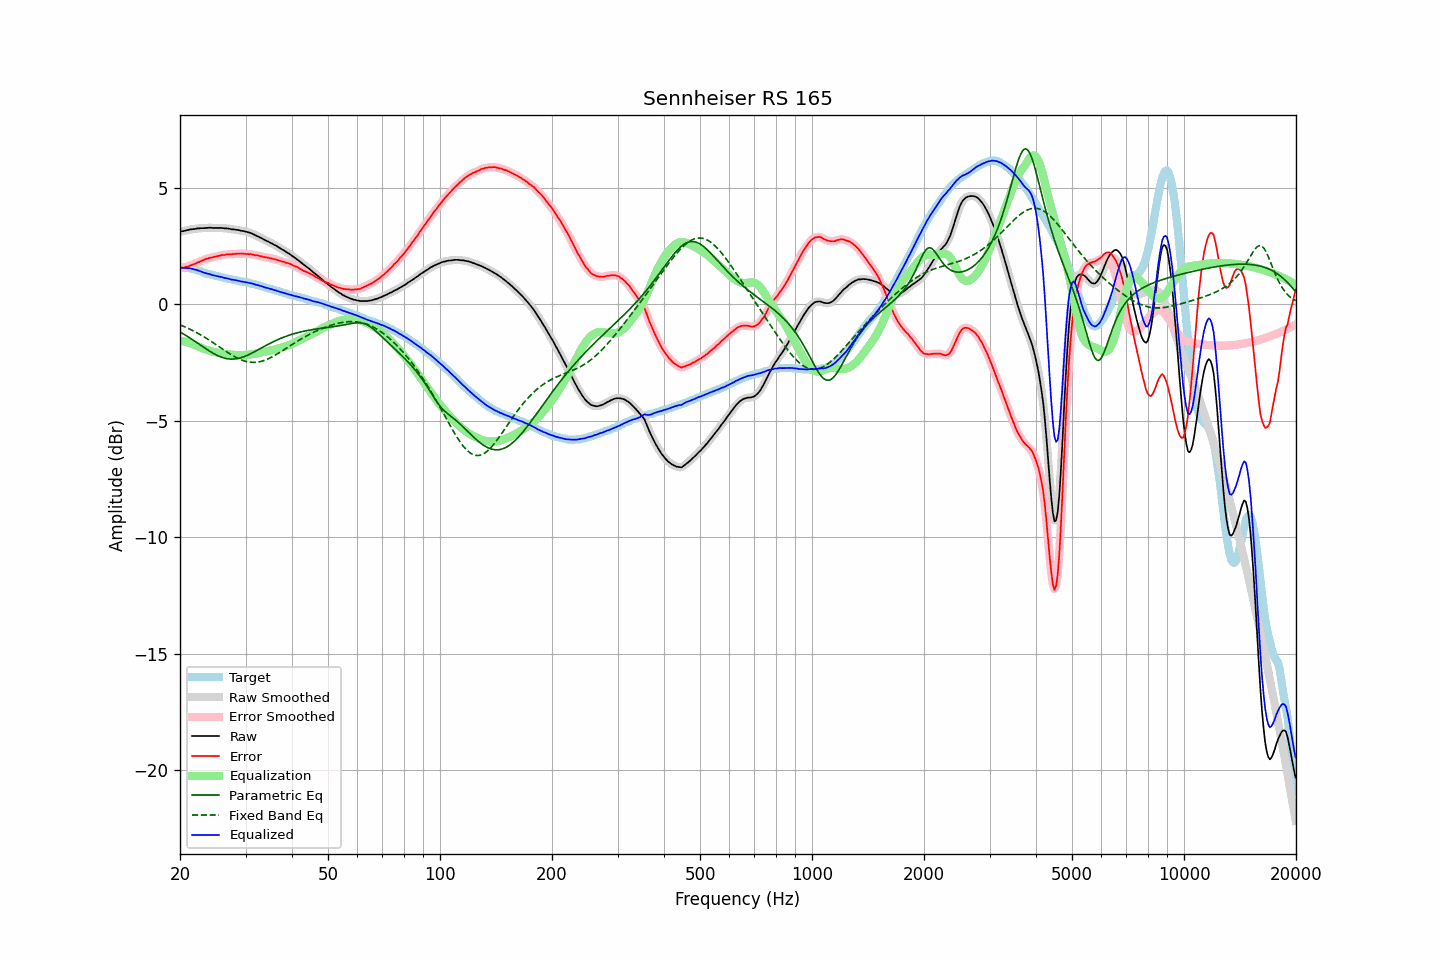 Sennheiser RS 165
Amplitude (dBr)
5
0
−5
−10
−15
−20
Target
Raw Smoothed
Error Smoothed
Raw
Error
Equalization
Parametric Eq
Fixed Band Eq
Equalized
20 50 100 200 500 1000 2000 5000 10000 20000
Frequency (Hz)